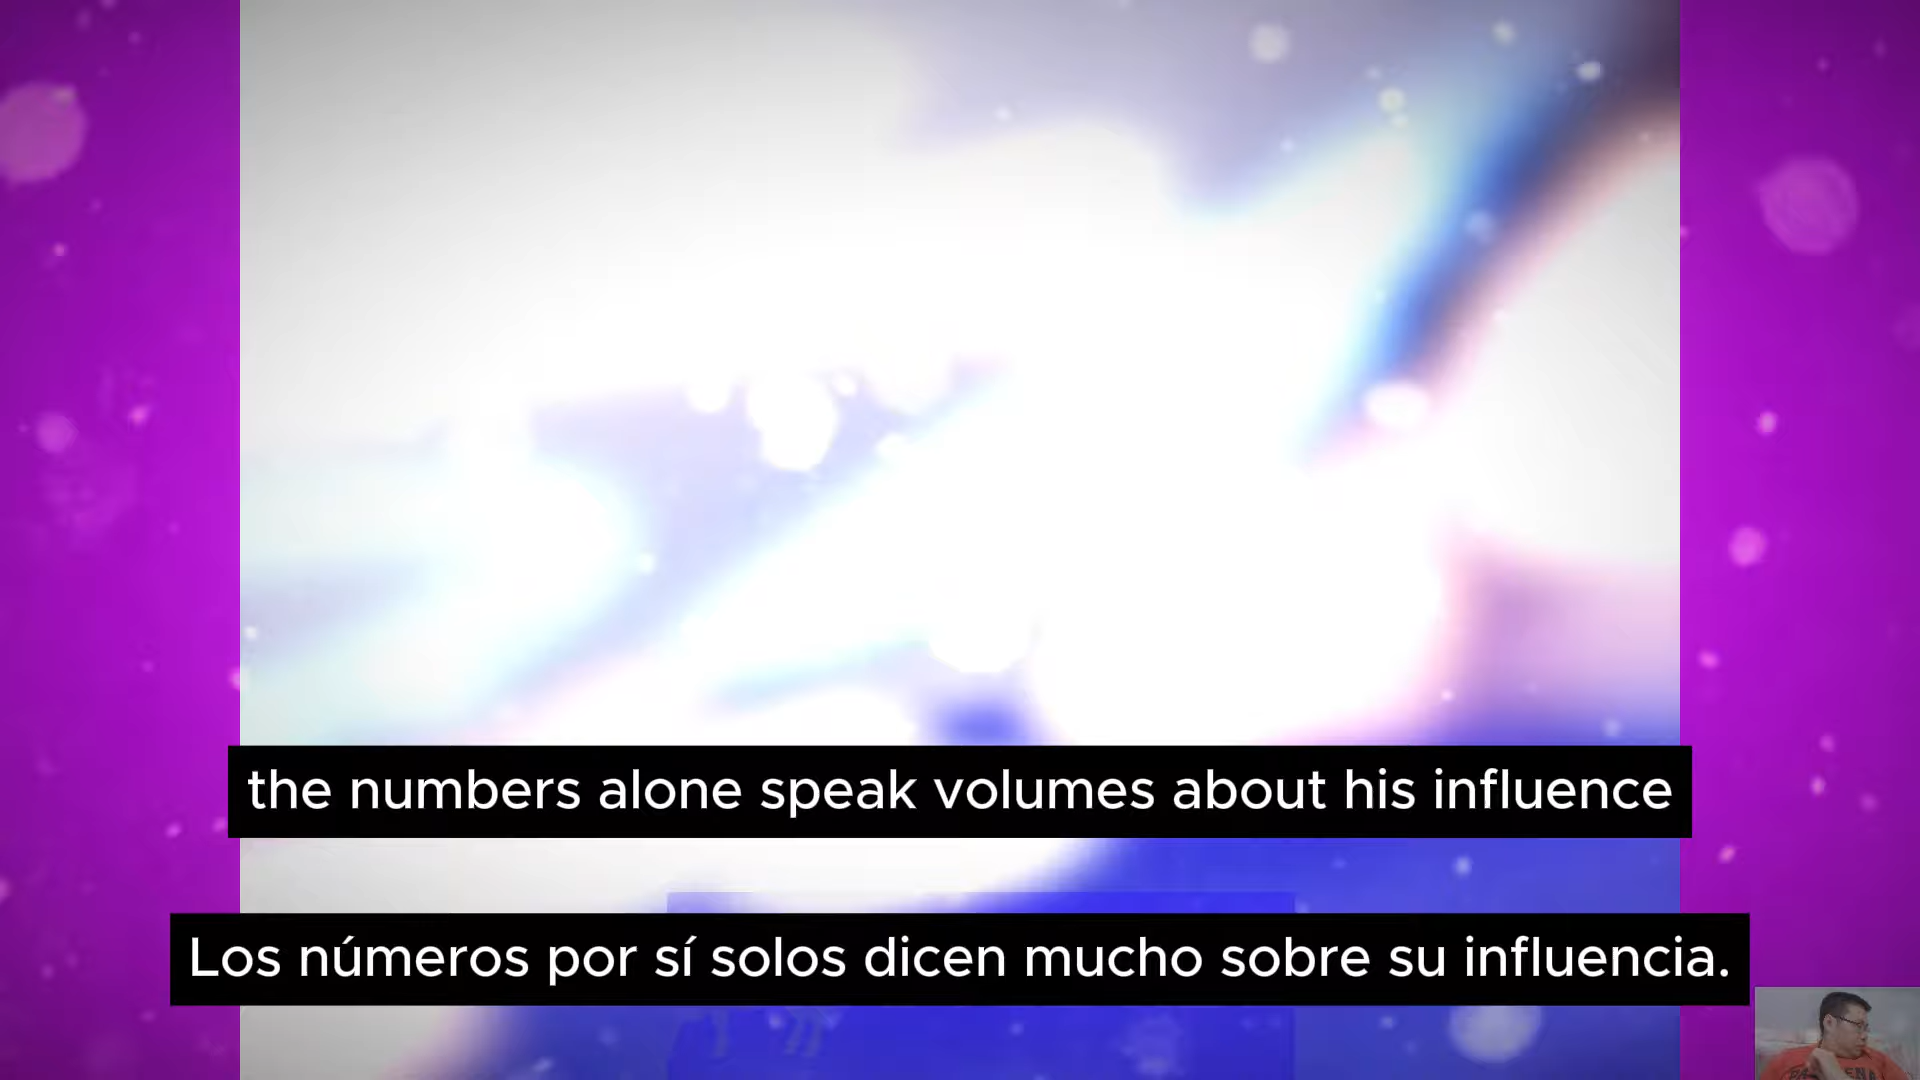 the numbers alone speak volumes about his influence
Los números por sí solos dicen mucho sobre su influencia.